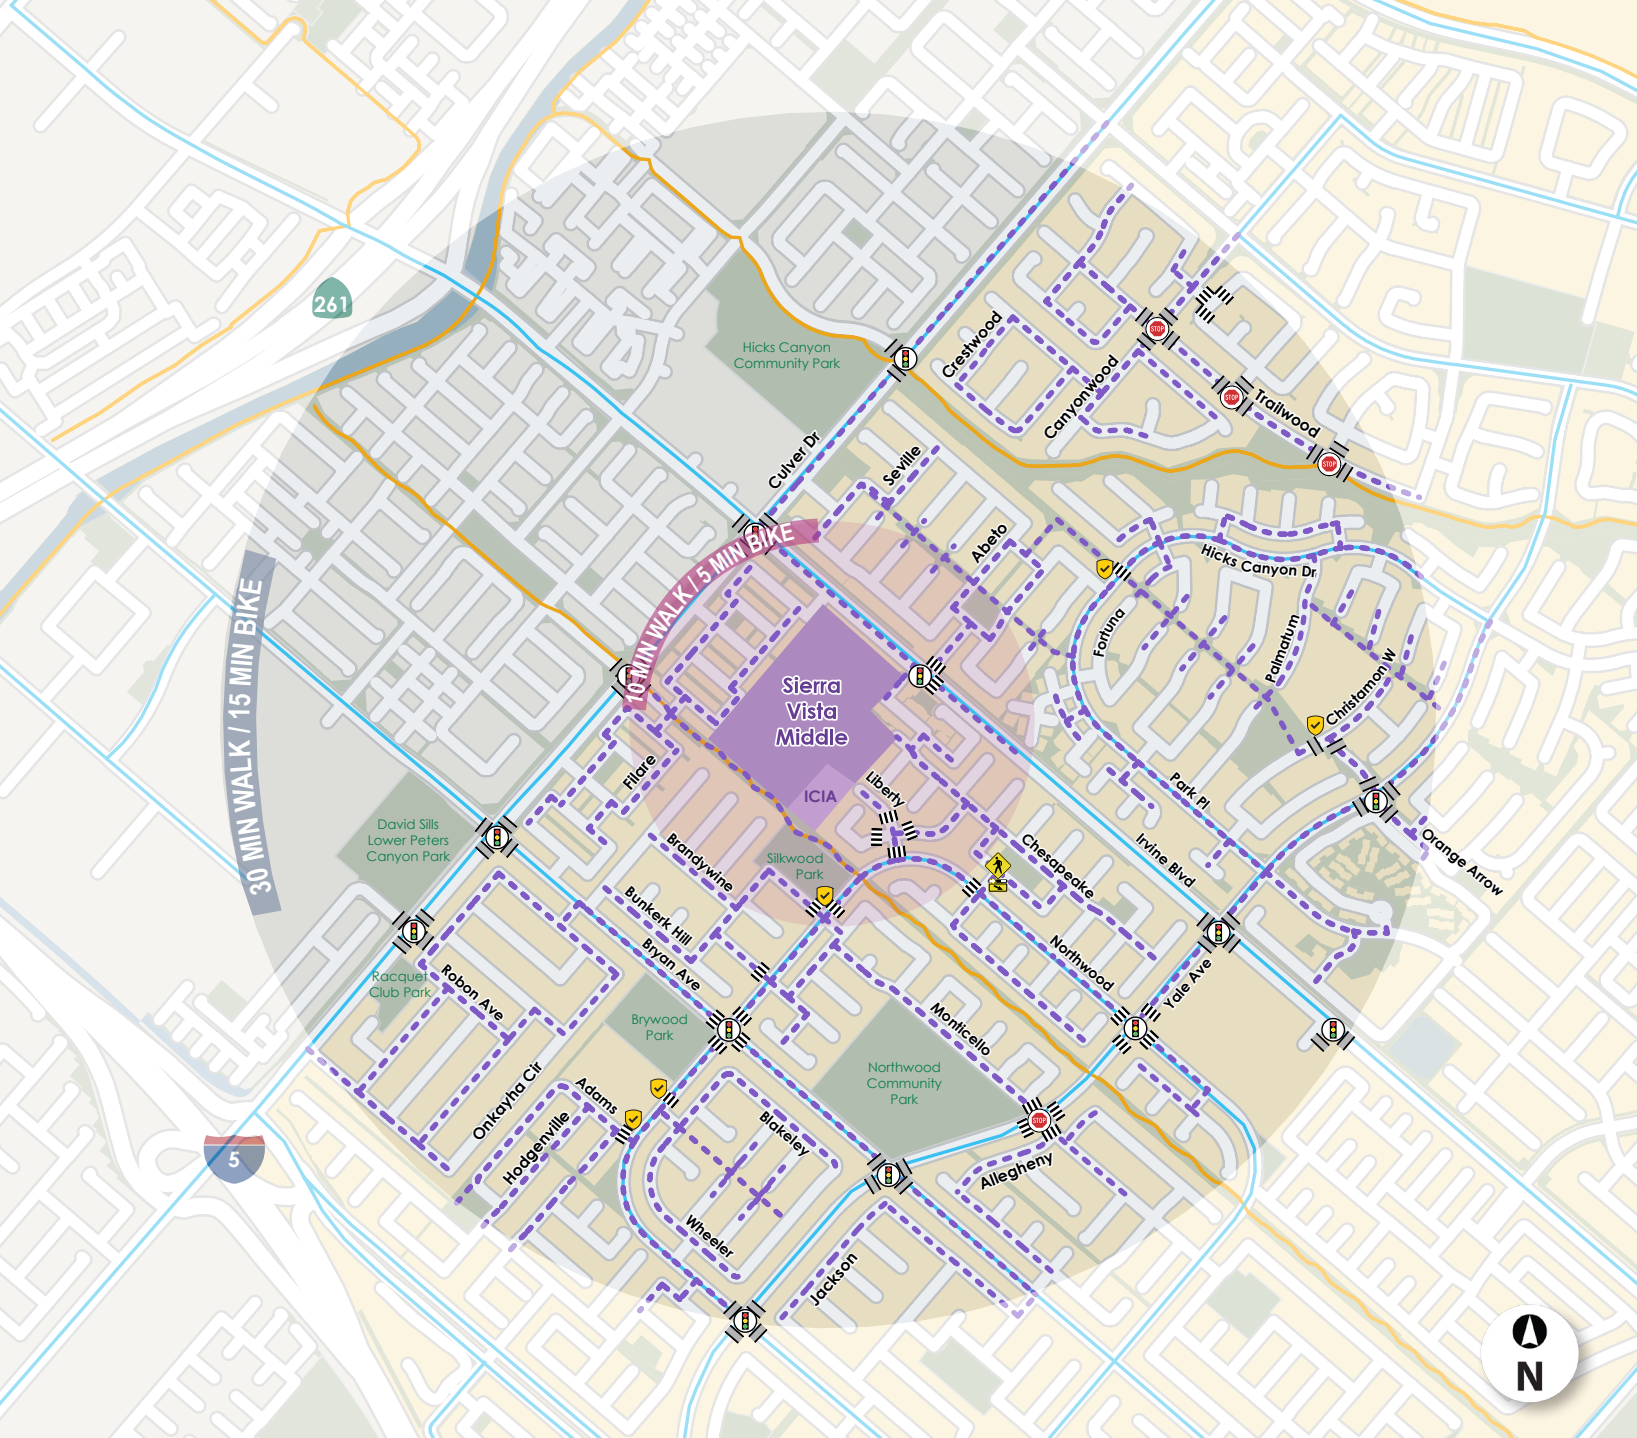 261
Hicks Canyon
Community Park
Crestwood
STOP
Canyonwood
STOP
Trailwood
STOP
Culver Dr
Seville
Abeto
10 MIN WALK / 5 MIN BIKE
30 MIN WALK / 15 MIN BIKE
Hicks Canyon Dr
Fortuna
Palmatum
Christamon W
Sierra
Vista
Middle
ICIA
Filare
Liberty
Park Pl
Irvine Blvd
Orange Arrow
David Sills
Lower Peters
Canyon Park
Brandywine
Silkwood
Park
Chesapeake
Bunkerk Hill
Bryan Ave
Northwood
Yale Ave
Racquet
Club Park
Robon Ave
Brywood
Park
Monticello
Northwood
Community
Park
Onkayha Cir
Adams
Hodgenville
Blakeley
STOP
Allegheny
5
Wheeler
Jackson
N